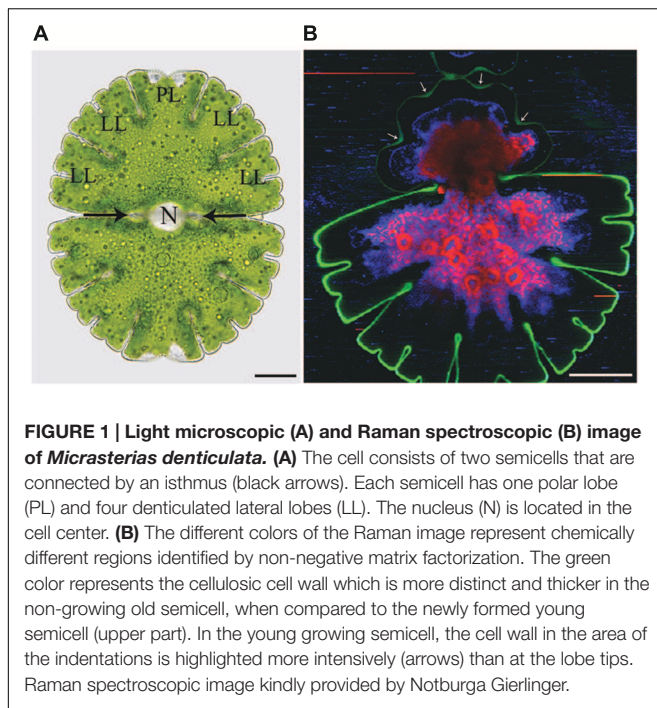 A
B
PL
LL
LL
LL
LL
N
FIGURE 1 | Light microscopic (A) and Raman spectroscopic (B) image
of Micrasterias denticulata. (A) The cell consists of two semicells that are
connected by an isthmus (black arrows). Each semicell has one polar lobe
(PL) and four denticulated lateral lobes (LL). The nucleus (N) is located in the
cell center. (B) The different colors of the Raman image represent chemically
different regions identified by non-negative matrix factorization. The green
color represents the cellulosic cell wall which is more distinct and thicker in the
non-growing old semicell, when compared to the newly formed young
semicell (upper part). In the young growing semicell, the cell wall in the area of
the indentations is highlighted more intensively (arrows) than at the lobe tips.
Raman spectroscopic image kindly provided by Notburga Gierlinger.